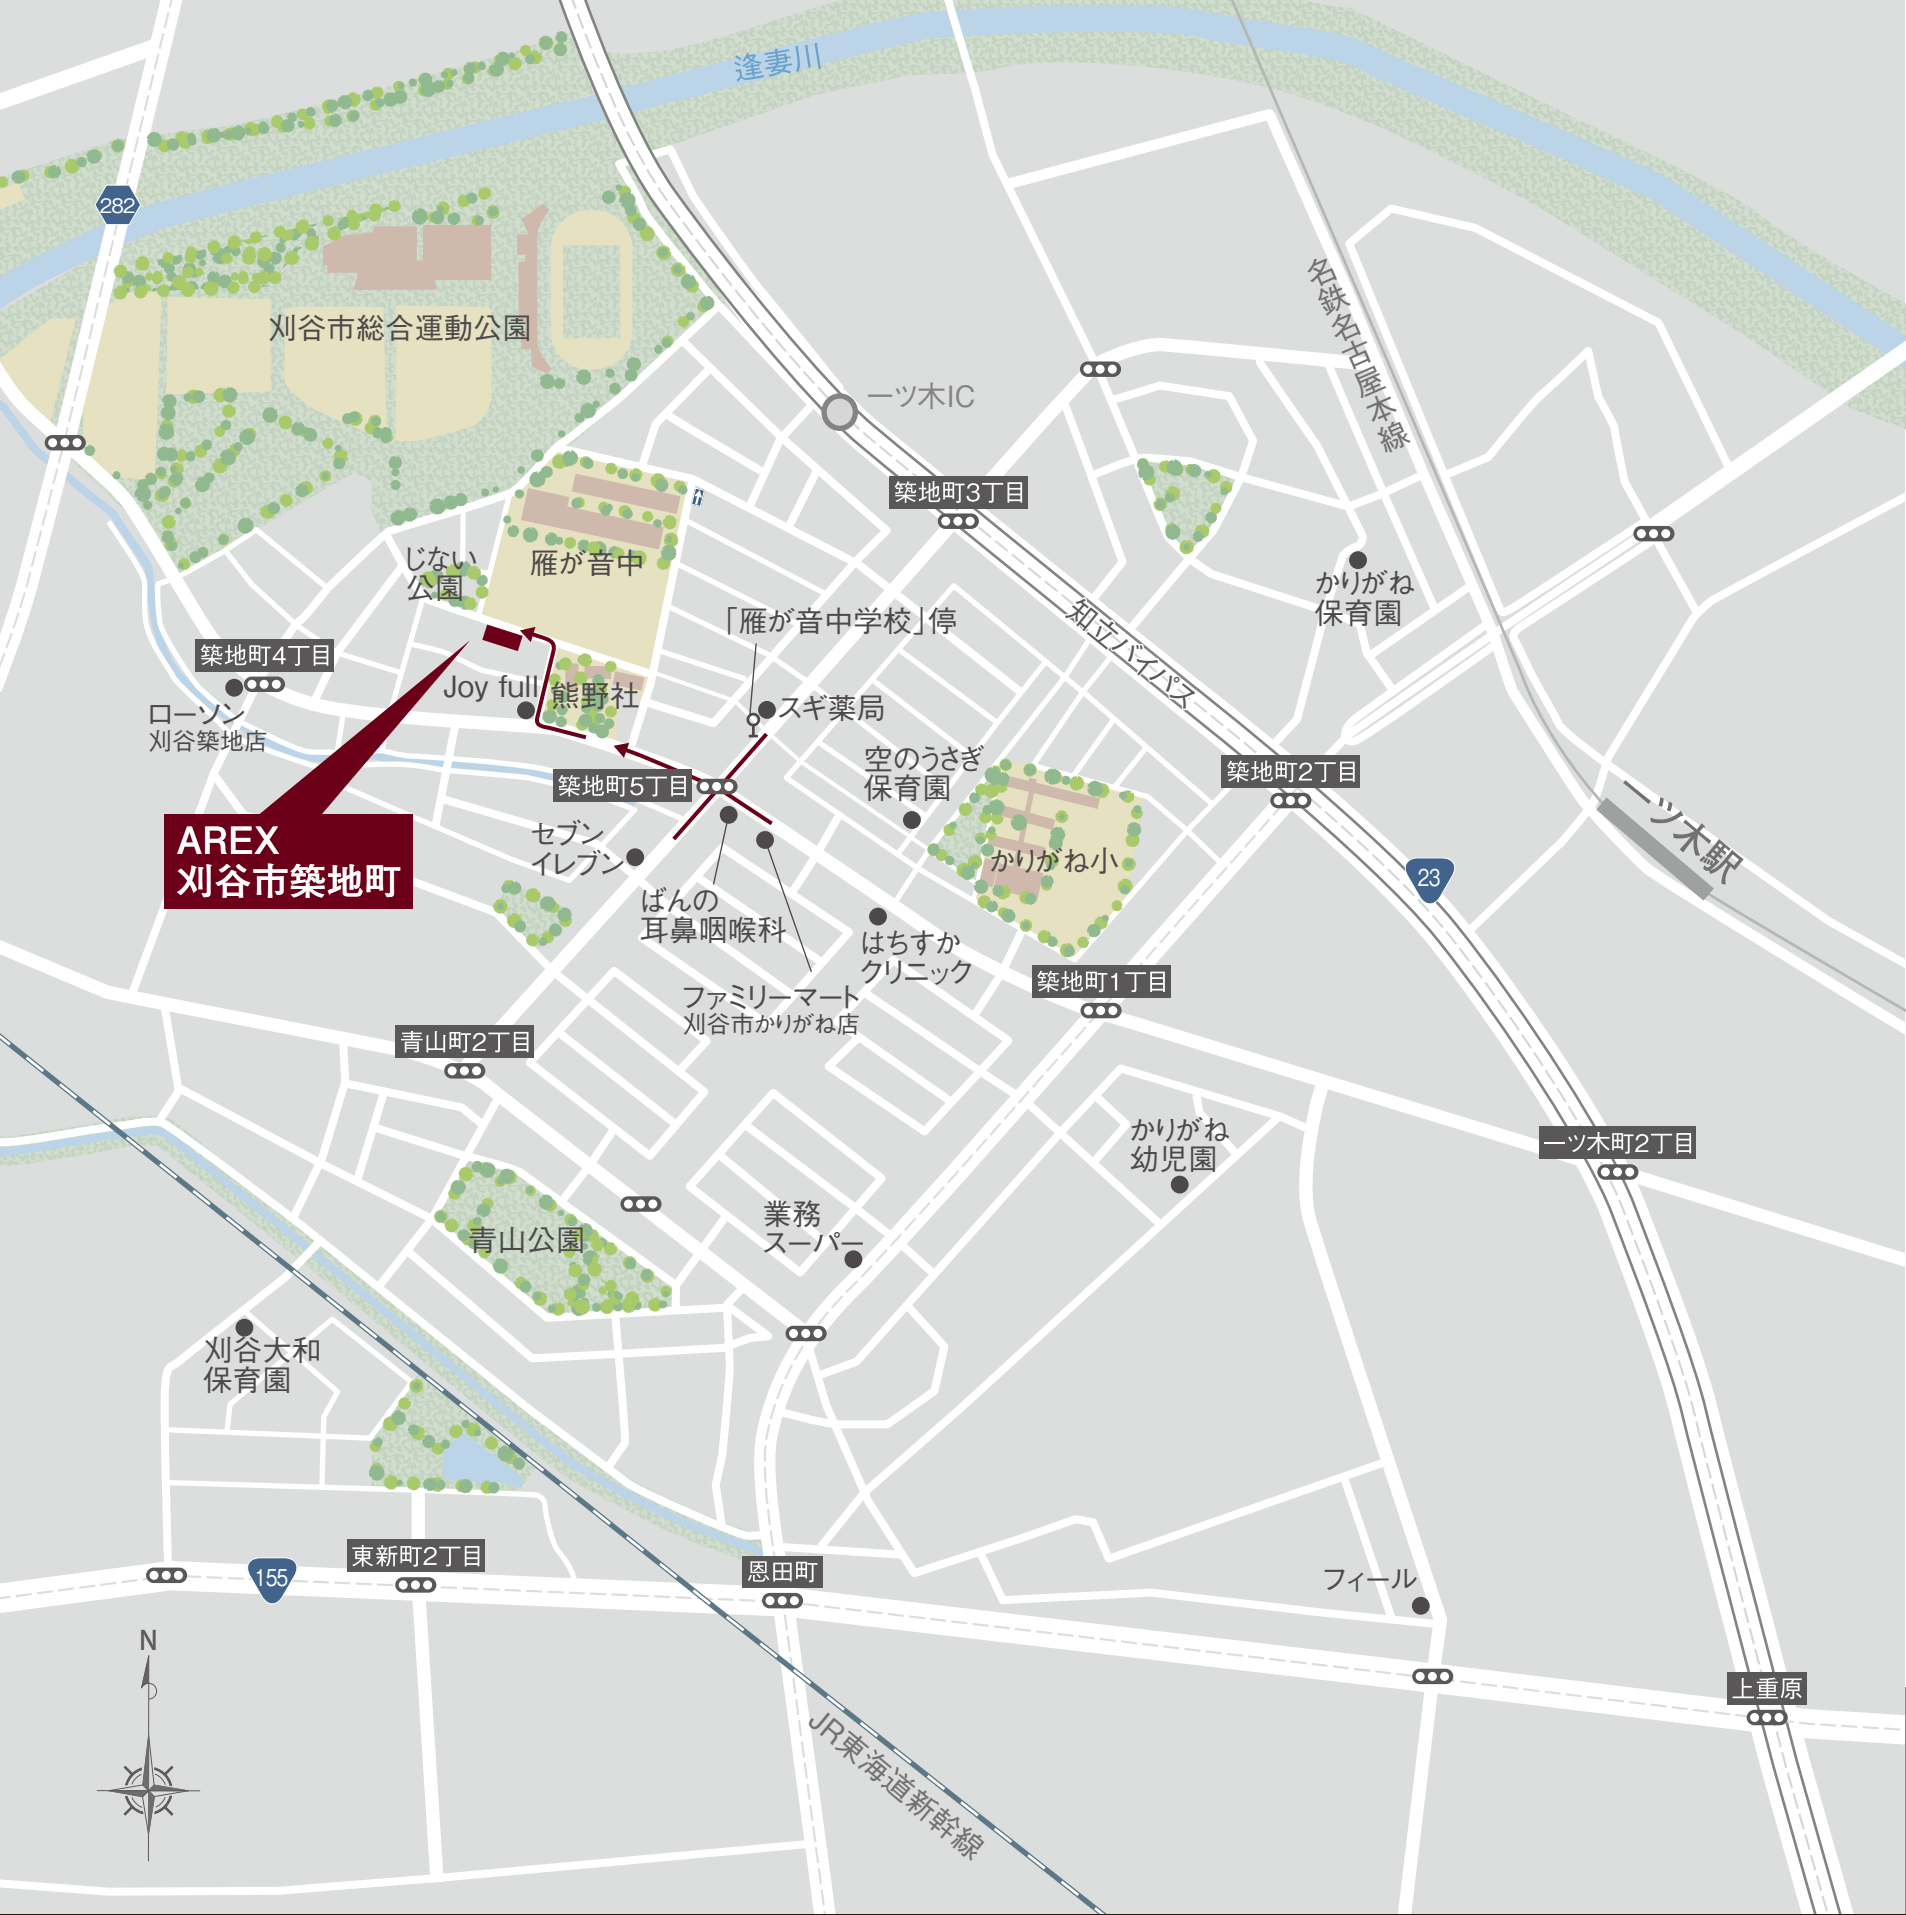 逢妻川
282
刈谷市総合運動公園
名鉄名古屋本線
一ツ木IC
築地町3丁目
じない
公園
雁が音中
かりがね
保育園
「雁が音中学校」停
知立バイパス
築地町4丁目
Joy full
熊野社
スギ薬局
ローソン
刈谷築地店
空のうさぎ
保育園
築地町2丁目
築地町5丁目
AREX
刈谷市築地町
セブン
イレブン
かりがね小
一ツ木駅
23
ばんの
耳鼻咽喉科
はちすか
クリニック
築地町1丁目
ファミリーマート
刈谷市かりがね店
青山町2丁目
かりがね
幼児園
一ツ木町2丁目
業務
スーパー
青山公園
刈谷大和
保育園
東新町2丁目
155
恩田町
フィール
N
上重原
JR東海道新幹線